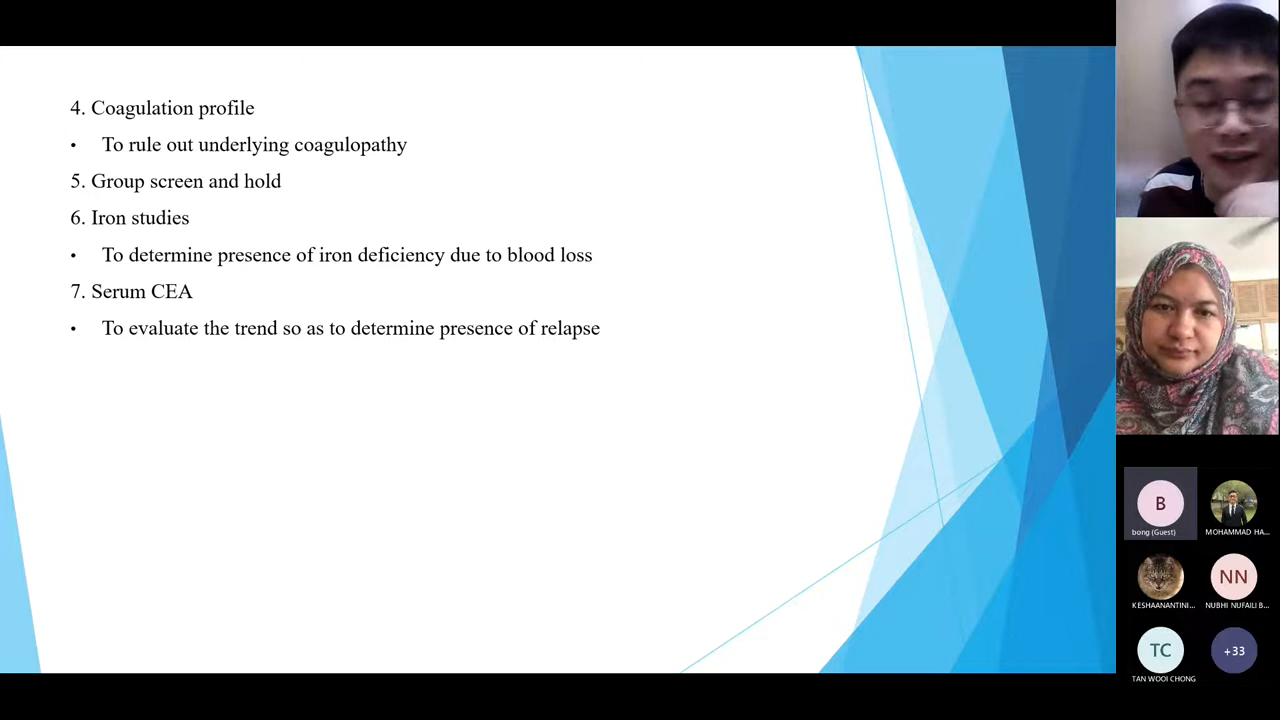 4. Coagulation profile
• To rule out underlying coagulopathy
5. Group screen and hold
6. Iron studies
• To determine presence of iron deficiency due to blood loss
7. Serum CEA
• To evaluate the trend so as to determine presence of relapse
B
bong (Guest)
MOHAMMAD HA...
KESHAANANTINI...
NN
NUBHI NUFAILI B...
TC
TAN WOOI CHONG
+33